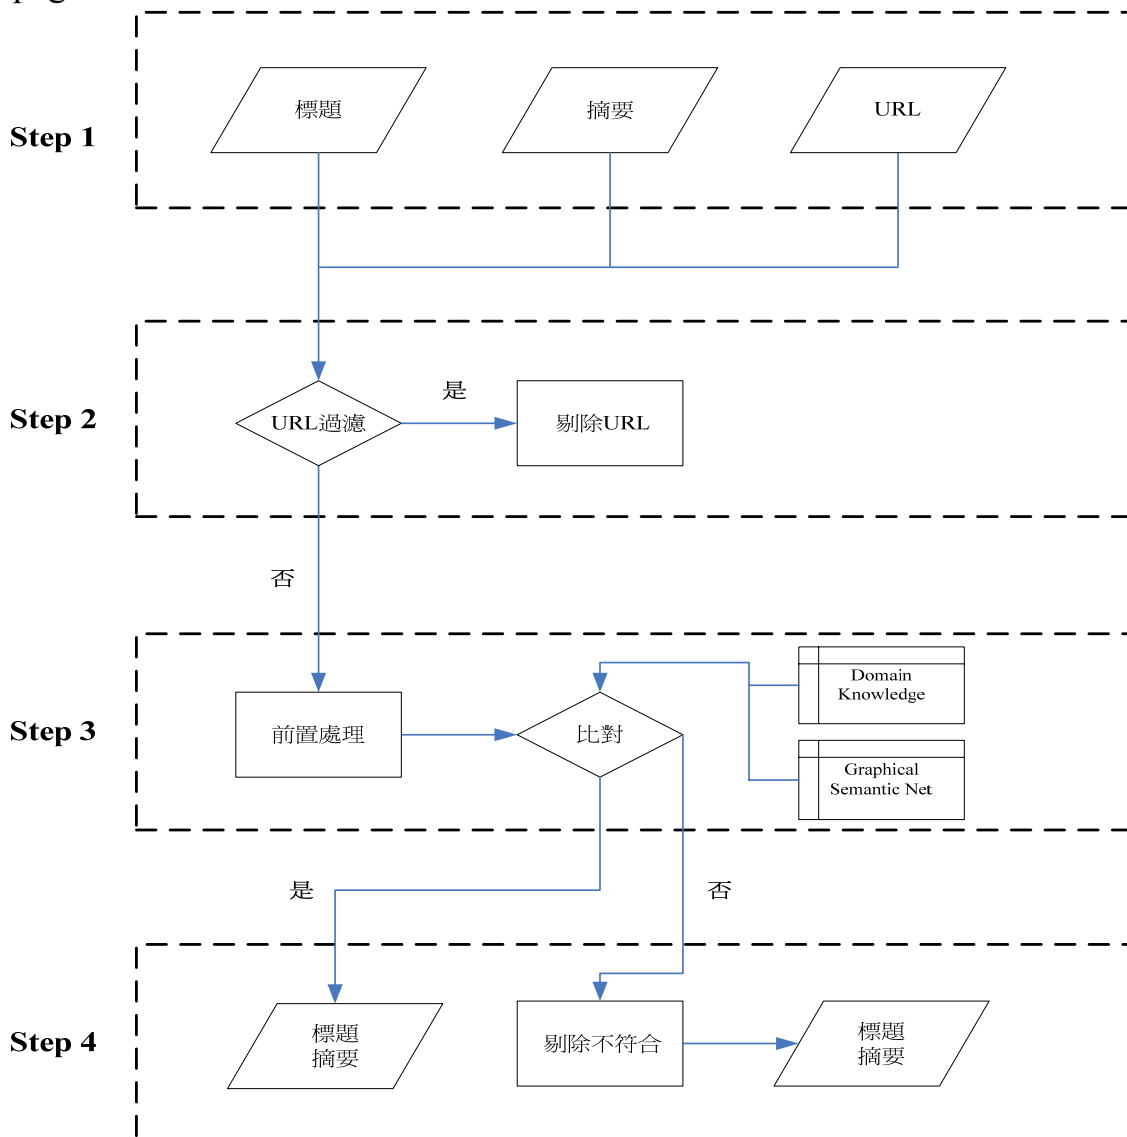 Step 1
標題
摘要
URL
Step 2
URL過濾
是
剔除URL
否
Step 3
前置處理
比對
Domain
Knowledge
Graphical
Semantic Net
是
否
Step 4
標題
摘要
剔除不符合
標題
摘要